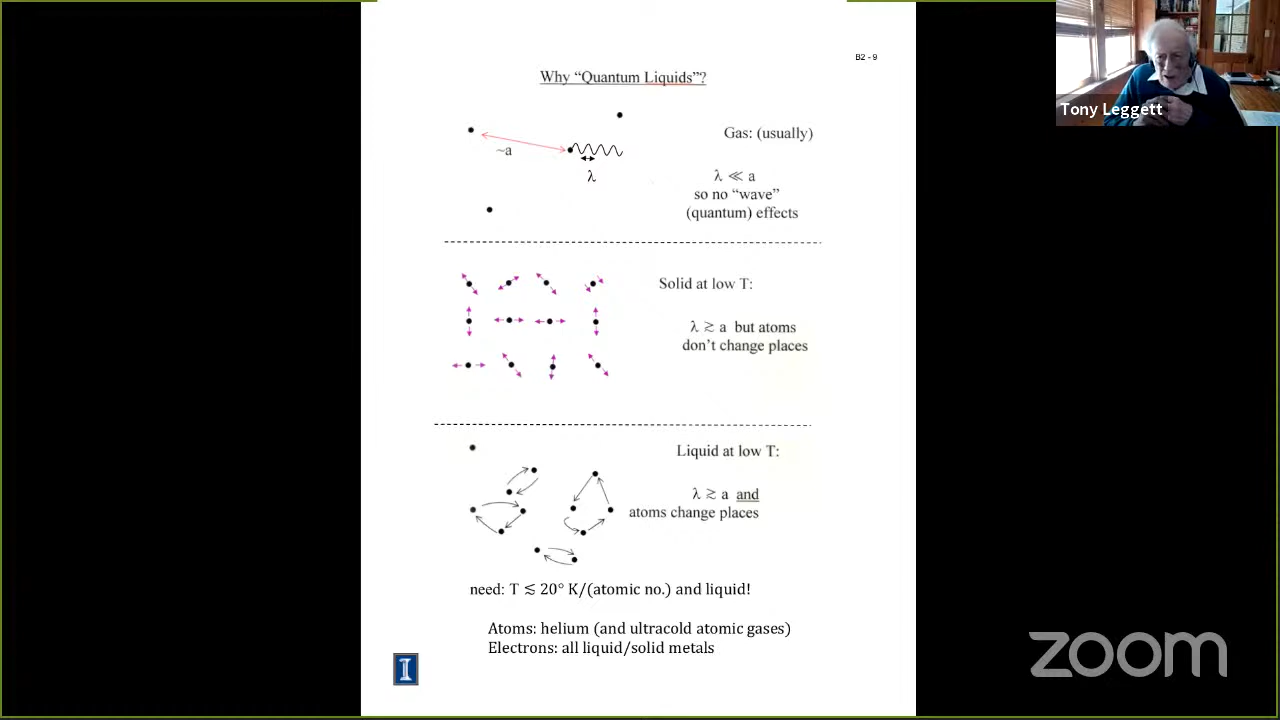 B2 - 9
Why “Quantum Liquids”?
Gas: (usually)
~a
λ
λ ≪ a
so no “wave”
(quantum) effects
Solid at low T:
λ ≳ a but atoms
don’t change places
Liquid at low T:
λ ≳ a and
atoms change places
need: T ≲ 20° K/(atomic no.) and liquid!
Atoms: helium (and ultracold atomic gases)
Electrons: all liquid/solid metals
I
Tony Leggett
zoom